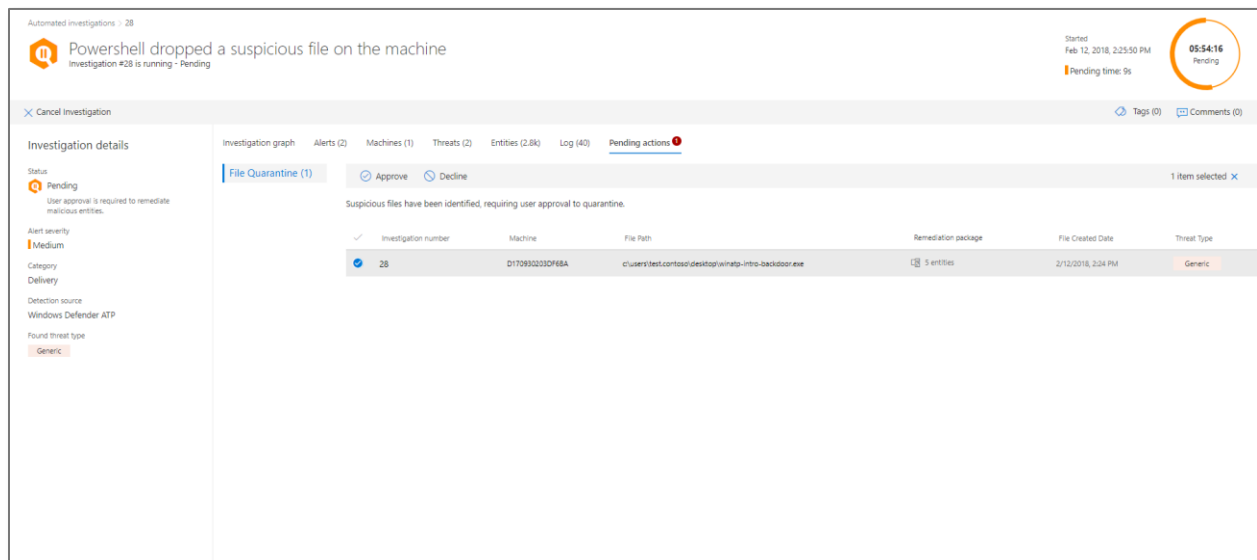 Automated investigations > 28
Powershell dropped a suspicious file on the machine
Investigation #28 is running - Pending
Started
Feb 12, 2018, 2:25:50 PM
Pending time: 9s
05:54:16
Pending
Cancel Investigation
Tags (0) Comments (0)
Investigation details
Status
Pending
User approval is required to remediate
malicious entities.
Alert severity
Medium
Category
Delivery
Detection source
Windows Defender ATP
Found threat type
Generic
Investigation graph Alerts (2) Machines (1) Threats (2) Entities (2.8k) Log (40) Pending actions 1
File Quarantine (1)
Approve Decline 1 item selected
Suspicious files have been identified, requiring user approval to quarantine.
Investigation number Machine File Path Remediation package File Created Date Threat Type
28 D170930203DF68A c:\users\test.contoso\desktop\winatp-intro-backdoor.exe 5 entities 2/12/2018, 2:24 PM Generic